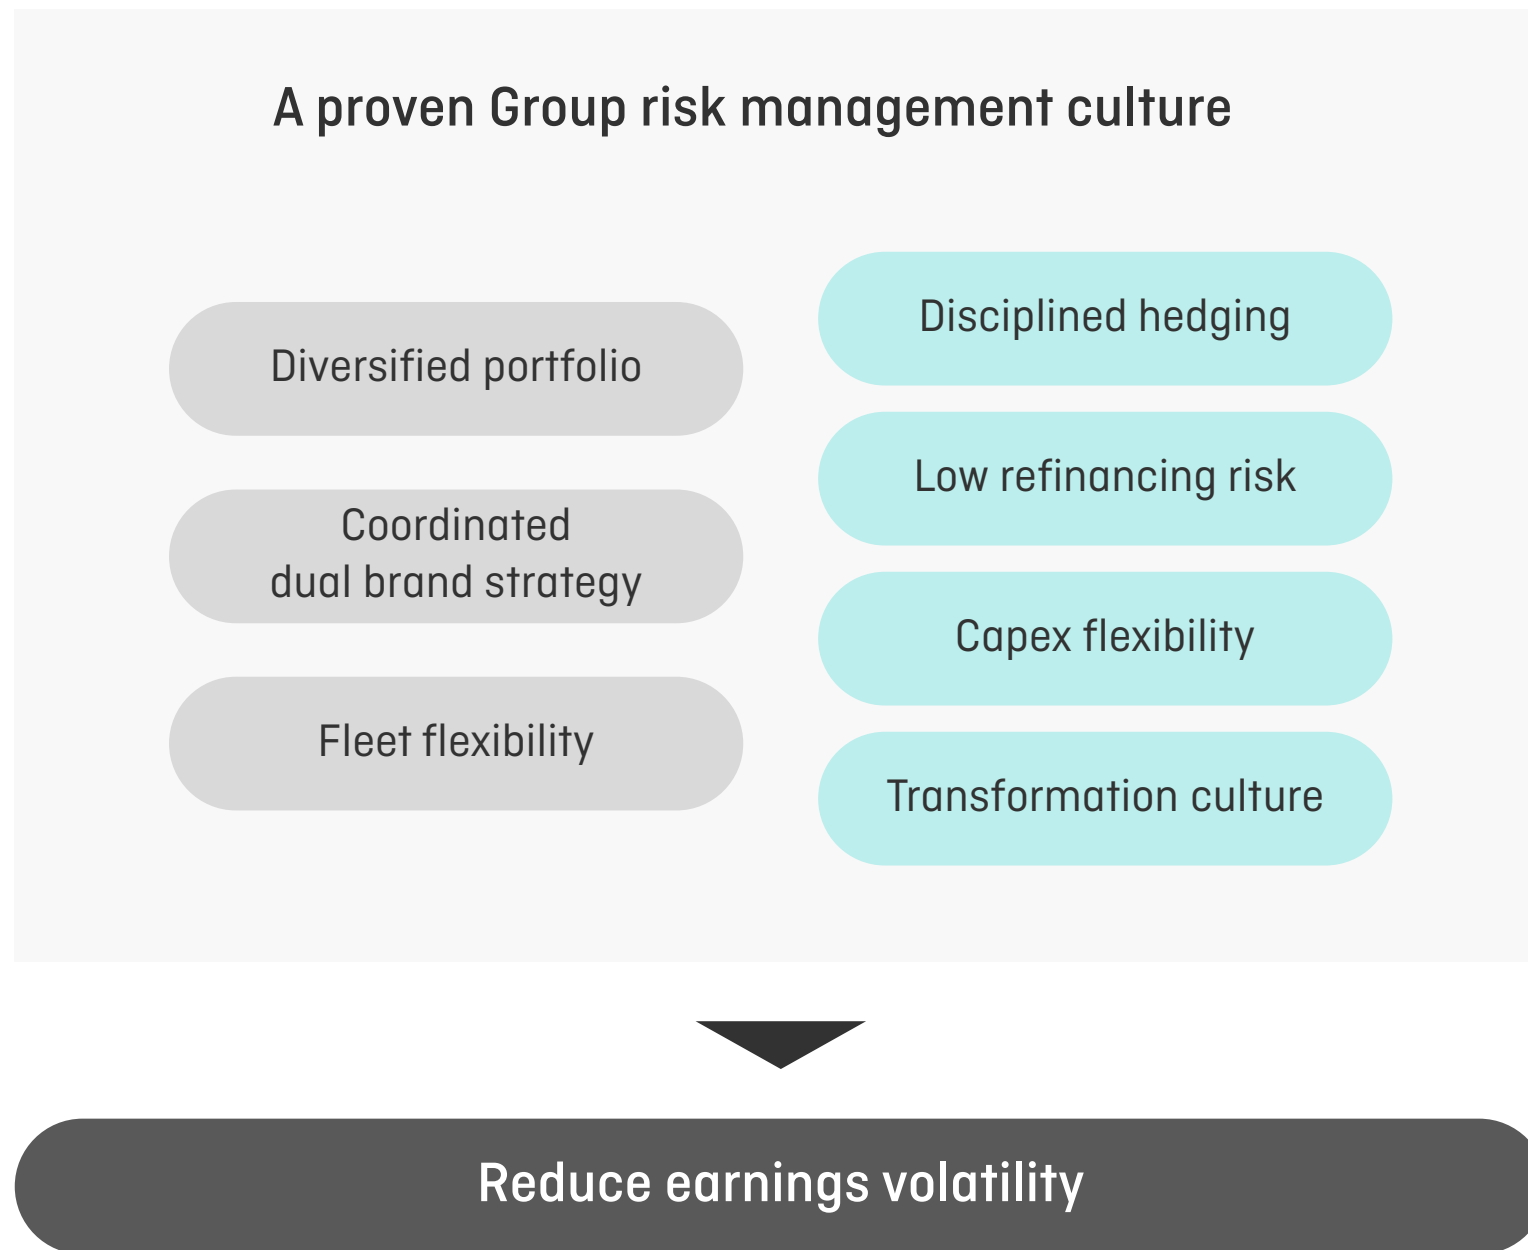 A proven Group risk management culture
Diversified portfolio
Coordinated
dual brand strategy
Fleet flexibility
Disciplined hedging
Low refinancing risk
Capex flexibility
Transformation culture
Reduce earnings volatility